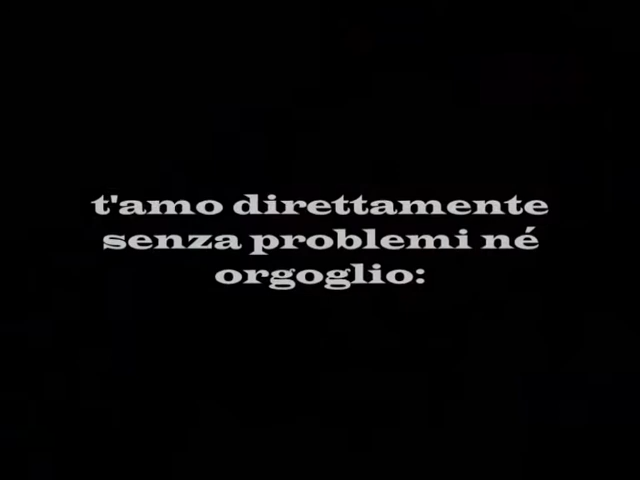 t'amo direttamente
senza problemi né
orgoglio: